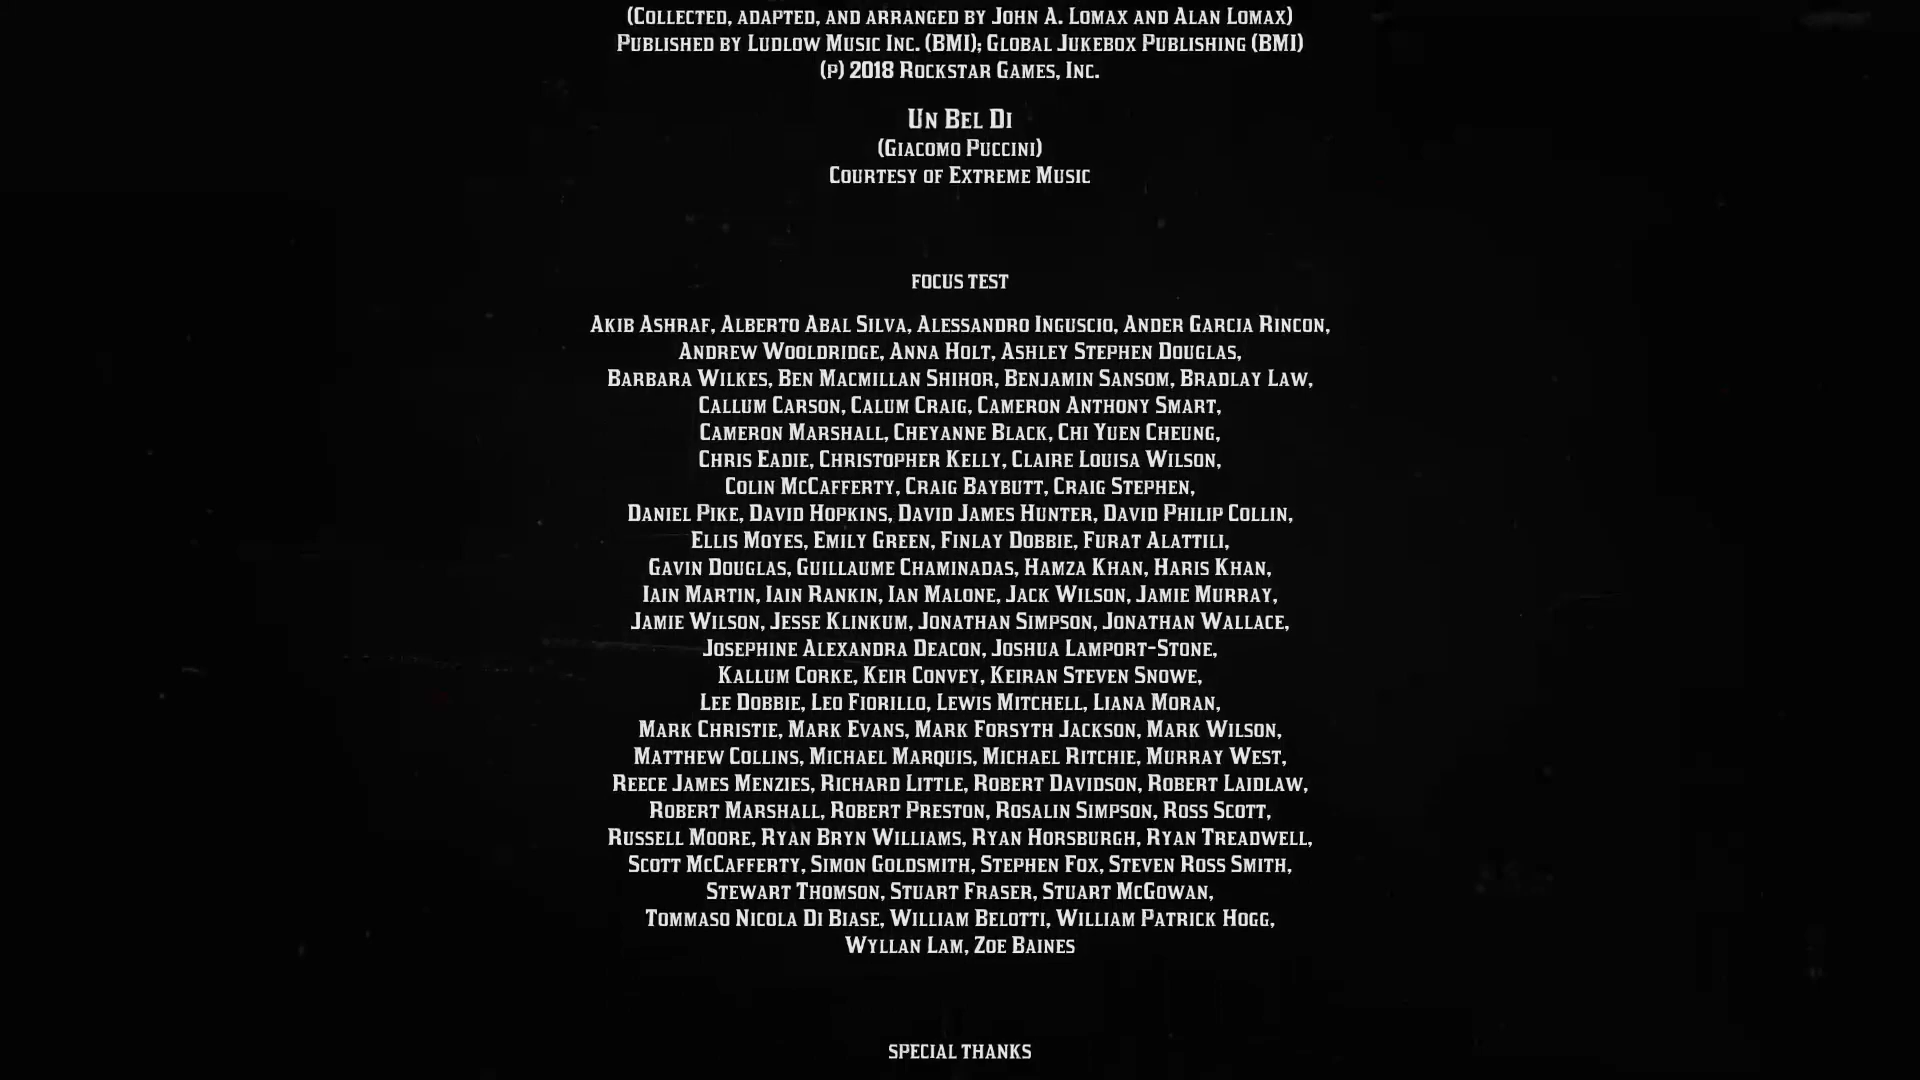 (Collected, adapted, and arranged by John A. Lomax and Alan Lomax)
Published by Ludlow Music Inc. (BMI); Global Jukebox Publishing (BMI)
(p) 2018 Rockstar Games, Inc.
Un Bel Di
(Giacomo Puccini)
Courtesy of Extreme Music
FOCUS TEST
Akib Ashraf, Alberto Abal Silva, Alessandro Inguscio, Ander Garcia Rincon,
Andrew Wooldridge, Anna Holt, Ashley Stephen Douglas,
Barbara Wilkes, Ben Macmillan Shihor, Benjamin Sansom, Bradlay Law,
Callum Carson, Calum Craig, Cameron Anthony Smart,
Cameron Marshall, Cheyanne Black, Chi Yuen Cheung,
Chris Eadie, Christopher Kelly, Claire Louisa Wilson,
Colin McCafferty, Craig Baybutt, Craig Stephen,
Daniel Pike, David Hopkins, David James Hunter, David Philip Collin,
Ellis Moyes, Emily Green, Finlay Dobbie, Furat Alattili,
Gavin Douglas, Guillaume Chaminadas, Hamza Khan, Haris Khan,
Iain Martin, Iain Rankin, Ian Malone, Jack Wilson, Jamie Murray,
Jamie Wilson, Jesse Klinkum, Jonathan Simpson, Jonathan Wallace,
Josephine Alexandra Deacon, Joshua Lamport-Stone,
Kallum Corke, Keir Convey, Keiran Steven Snowe,
Lee Dobbie, Leo Fiorillo, Lewis Mitchell, Liana Moran,
Mark Christie, Mark Evans, Mark Forsyth Jackson, Mark Wilson,
Matthew Collins, Michael Marquis, Michael Ritchie, Murray West,
Reece James Menzies, Richard Little, Robert Davidson, Robert Laidlaw,
Robert Marshall, Robert Preston, Rosalin Simpson, Ross Scott,
Russell Moore, Ryan Bryn Williams, Ryan Horsburgh, Ryan Treadwell,
Scott McCafferty, Simon Goldsmith, Stephen Fox, Steven Ross Smith,
Stewart Thomson, Stuart Fraser, Stuart McGowan,
Tommaso Nicola Di Biase, William Belotti, William Patrick Hogg,
Wyllan Lam, Zoe Baines
SPECIAL THANKS